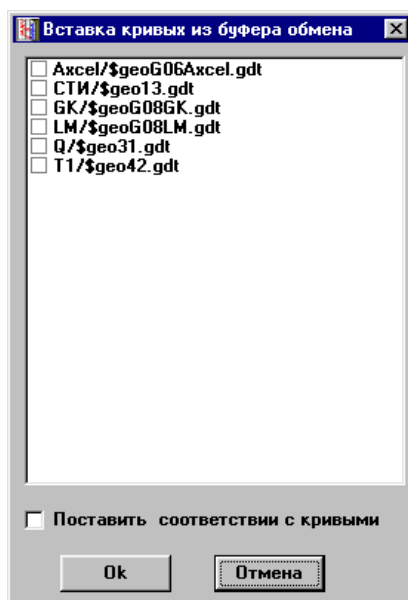 Вставка кривых из буфера обмена
Axcel/$geoG06Axcel.gdt
СТИ/$geo13.gdt
GK/$geoG08GK.gdt
LM/$geoG08LM.gdt
Q/$geo31.gdt
T1/$geo42.gdt
Поставить соответствии с кривыми
Ok
Отмена